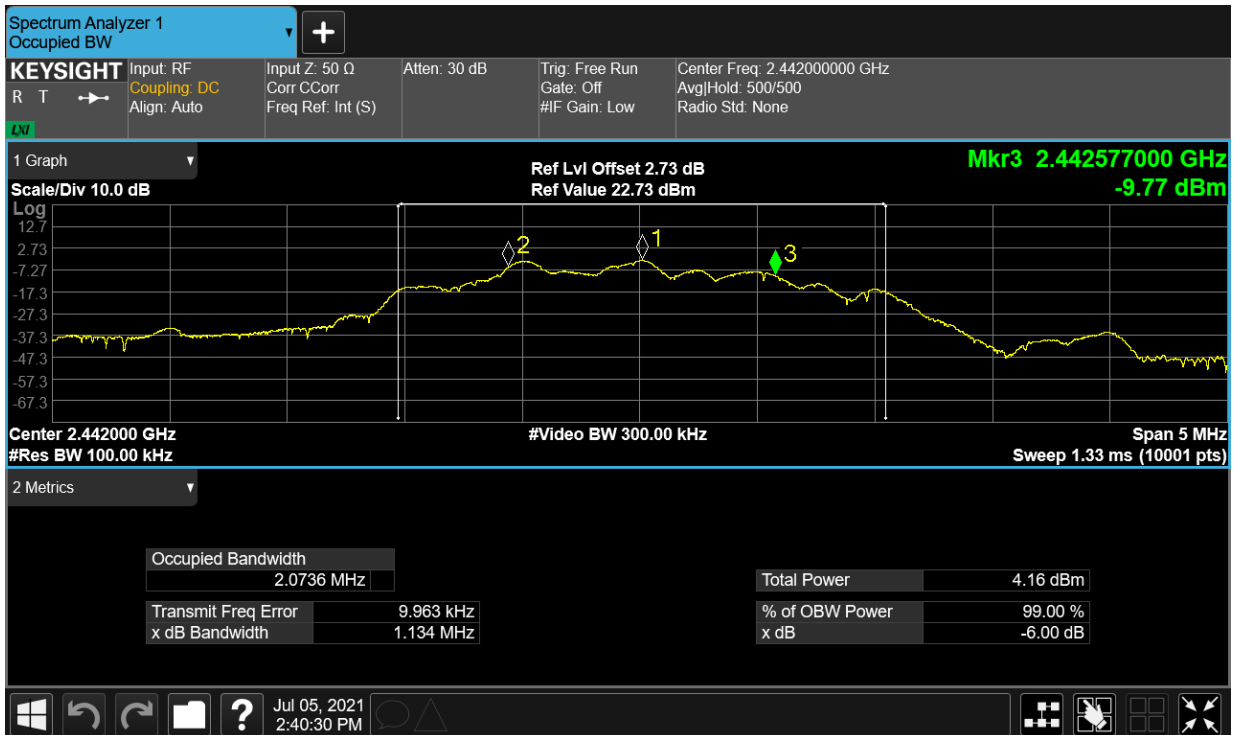 Spectrum Analyzer 1
Occupied BW
KEYSIGHT
R T
LXI
Input: RF
Coupling: DC
Align: Auto
Input Z: 50 Ω
Corr CCorr
Freq Ref: Int (S)
Atten: 30 dB
Trig: Free Run
Gate: Off
#IF Gain: Low
Center Freq: 2.442000000 GHz
Avg|Hold: 500/500
Radio Std: None
1 Graph
Scale/Div 10.0 dB
Ref Lvl Offset 2.73 dB
Ref Value 22.73 dBm
Mkr3 2.442577000 GHz
-9.77 dBm
Log
12.7
2.73
-7.27
-17.3
-27.3
-37.3
-47.3
-57.3
-67.3
2
1
3
Center 2.442000 GHz
#Video BW 300.00 kHz
Span 5 MHz
#Res BW 100.00 kHz
Sweep 1.33 ms (10001 pts)
2 Metrics
Occupied Bandwidth
2.0736 MHz
Transmit Freq Error 9.963 kHz
x dB Bandwidth 1.134 MHz
Total Power 4.16 dBm
% of OBW Power 99.00 %
x dB -6.00 dB
?
Jul 05, 2021
2:40:30 PM